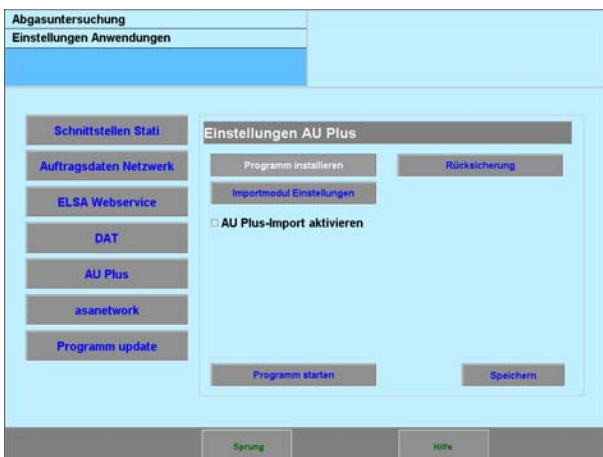 Abgasuntersuchung
Einstellungen Anwendungen
Schnittstellen Stati
Auftragsdaten Netzwerk
ELSA Webservice
DAT
AU Plus
asanetwork
Programm update
Einstellungen AU Plus
Programm installieren
Rücksicherung
Importmodul Einstellungen
AU Plus-Import aktivieren
Programm starten
Speichern
Sprung
Hilfe